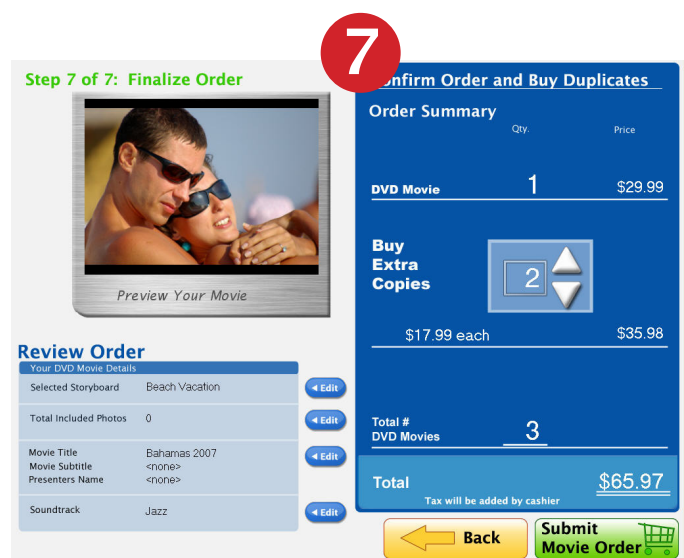 7
Step 7 of 7: Finalize Order
Preview Your Movie
Review Order
Your DVD Movie Details
Selected Storyboard Beach Vacation Edit
Total Included Photos 0 Edit
Movie Title Bahamas 2007 Edit
Movie Subtitle <none>
Presenters Name <none>
Soundtrack Jazz Edit
onfirm Order and Buy Duplicates
Order Summary
Qty. Price
DVD Movie 1 $29.99
Buy
Extra
Copies
2
$17.99 each $35.98
Total #
DVD Movies 3
Total $65.97
Tax will be added by cashier
Back
Submit
Movie Order